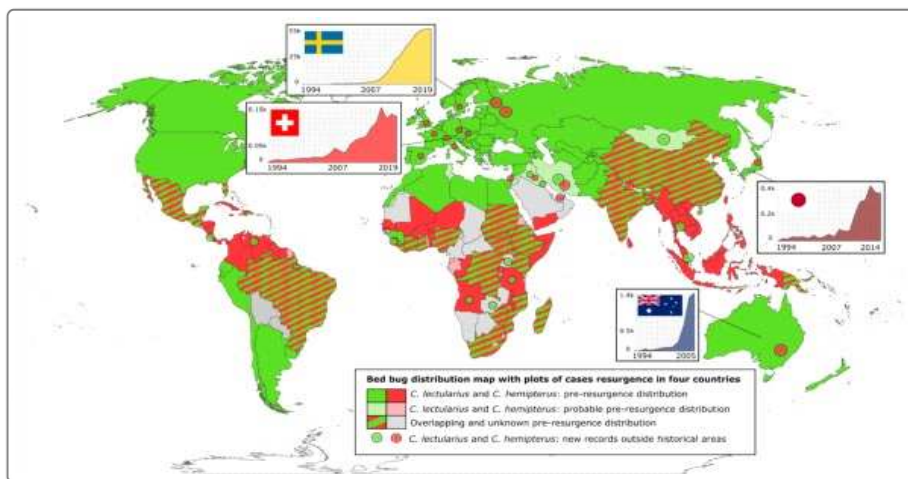 50k
25k
1994 2007 2019
0.18k
0.09k
0
1994 2007 2019
0.4k
0.2k
0
1994 2007 2014
1.0k
0.5k
0
1994 2005
Bed bug distribution map with plots of cases resurgence in four countries
C. lectularius and C. hemipterus: pre-resurgence distribution
C. lectularius and C. hemipterus: probable pre-resurgence distribution
Overlapping and unknown pre-resurgence distribution
C. lectularius and C. hemipterus: new records outside historical areas